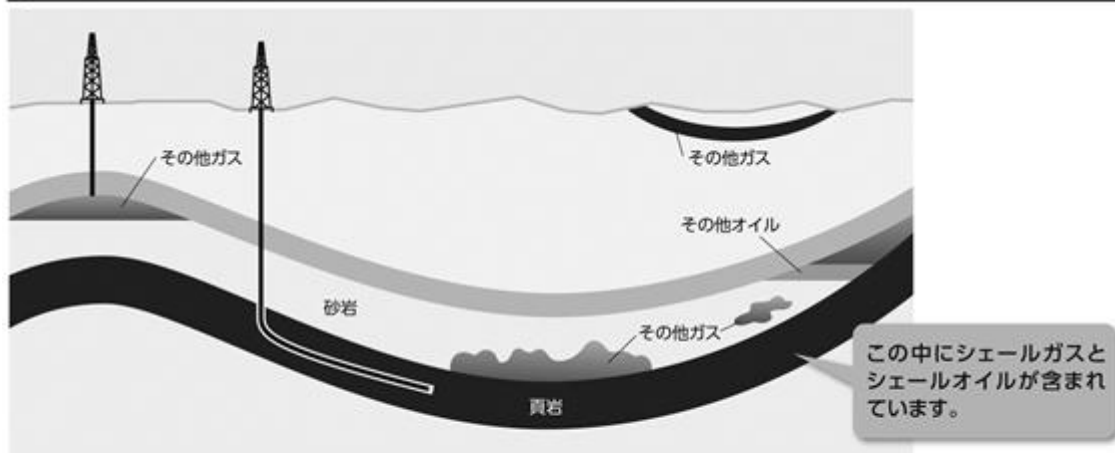 その他ガス
その他ガス
その他オイル
砂岩
その他ガス
頁岩
この中にシェールガスと
シェールオイルが含まれ
ています。